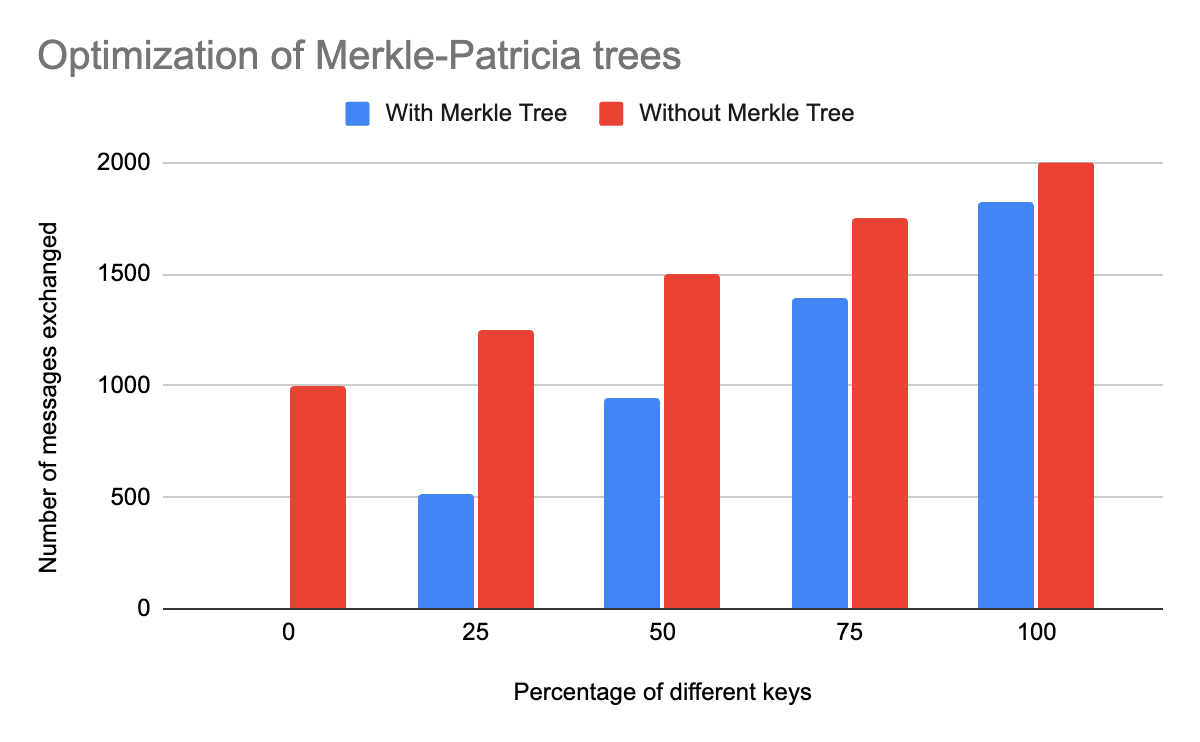 Optimization of Merkle-Patricia trees
With Merkle Tree Without Merkle Tree
Number of messages exchanged
2000
1500
1000
500
0
0 25 50 75 100
Percentage of different keys